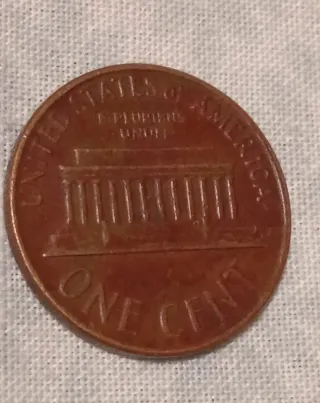 UNITED STATES of AMERICA
E·PLURIBUS
·UNUM·
ONE CENT